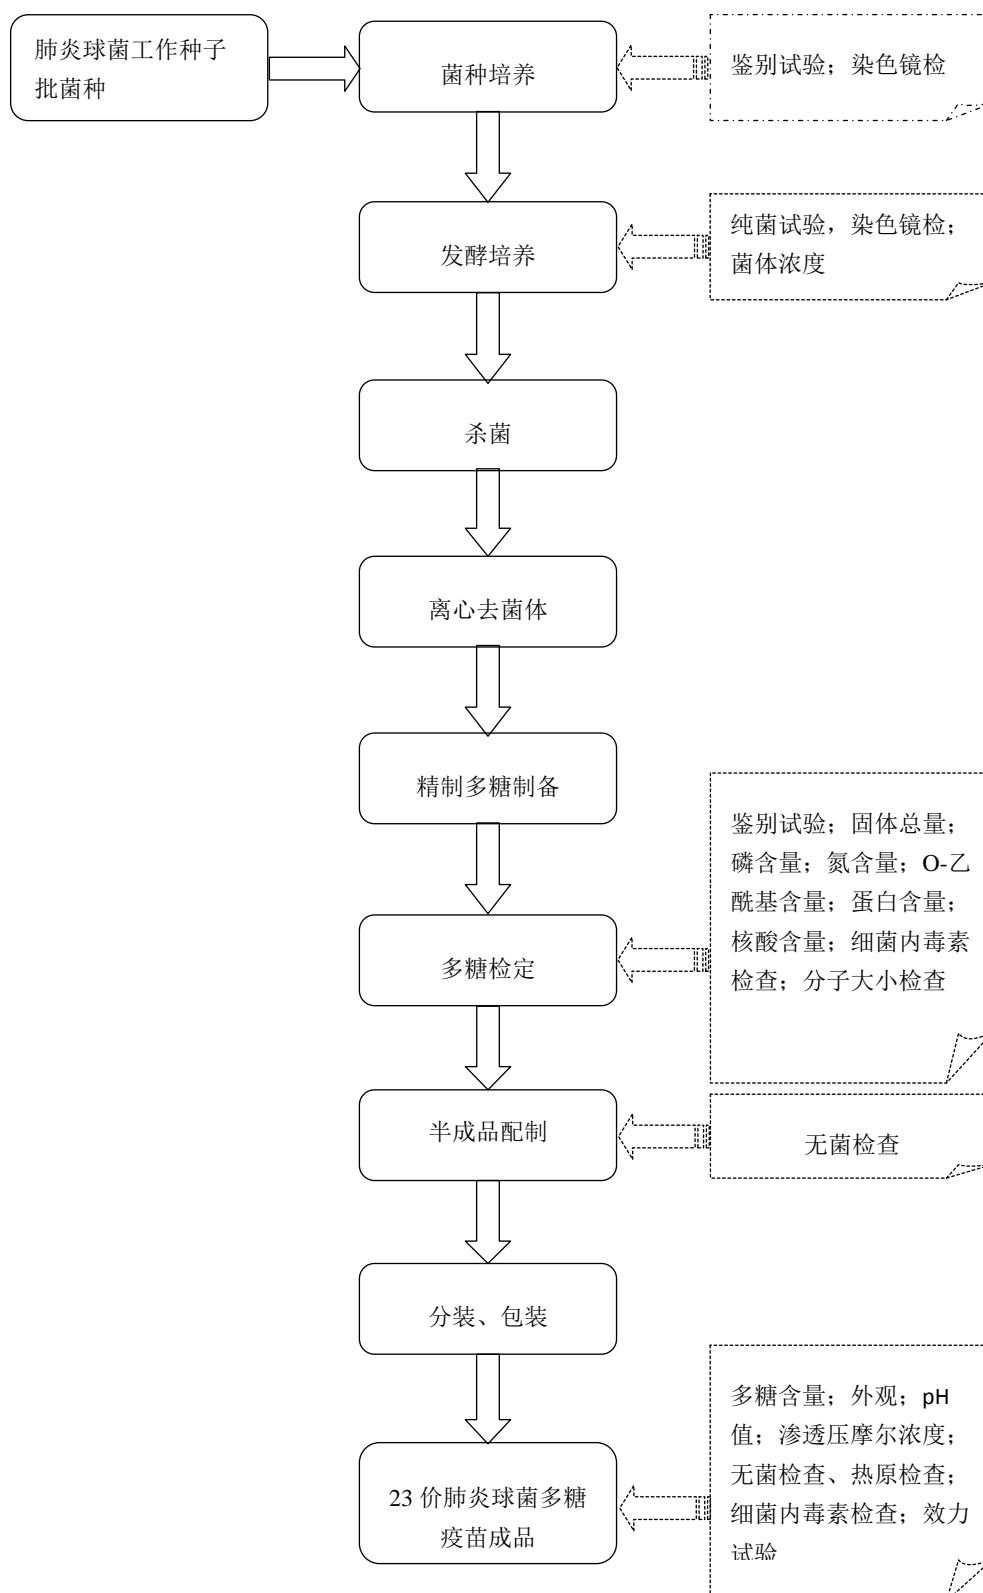 肺炎球菌工作种子
批菌种
菌种培养
鉴别试验；染色镜检
发酵培养
纯菌试验，染色镜检；
菌体浓度
杀菌
离心去菌体
精制多糖制备
多糖检定
鉴别试验；固体总量；
磷含量；氮含量；O-乙
酰基含量；蛋白含量；
核酸含量；细菌内毒素
检查；分子大小检查
半成品配制
无菌检查
分装、包装
23 价肺炎球菌多糖
疫苗成品
多糖含量；外观；pH
值；渗透压摩尔浓度；
无菌检查、热原检查；
细菌内毒素检查；效力
试验